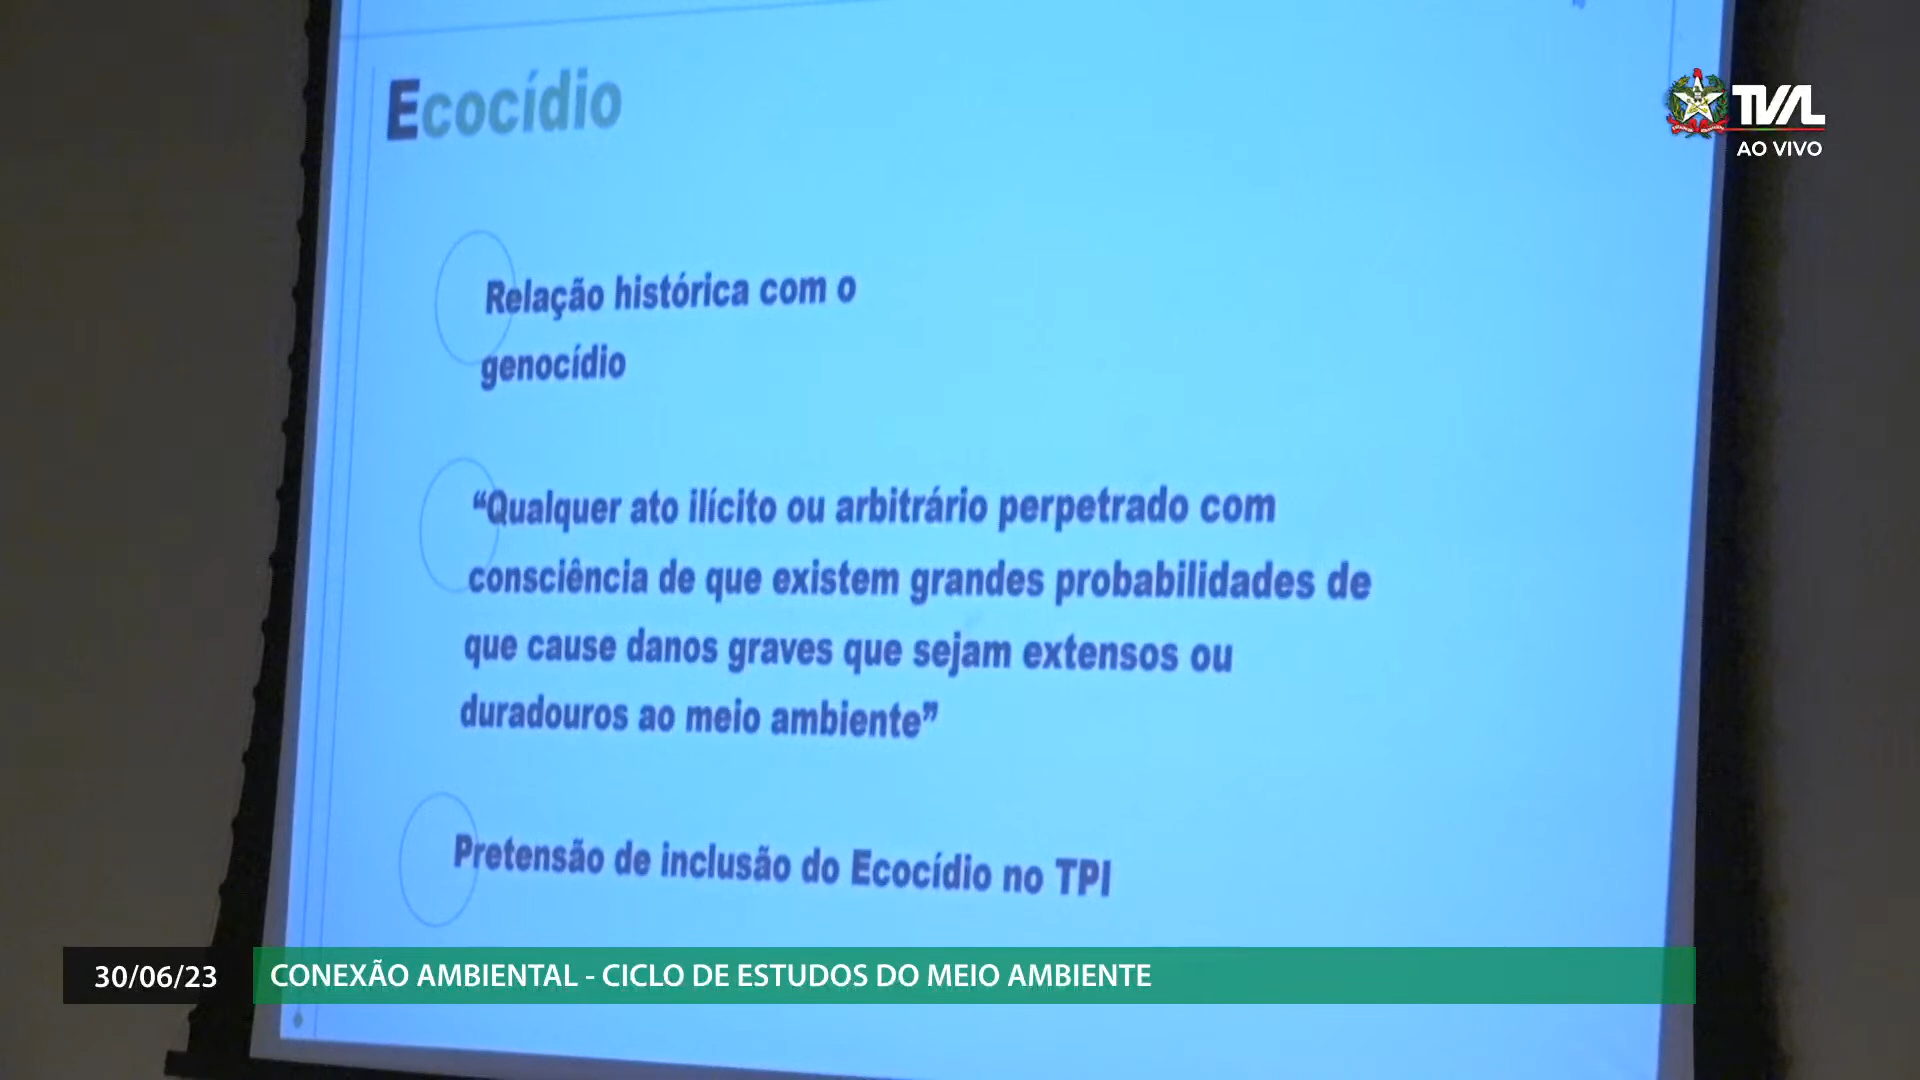 Ecocídio
TVAL
AO VIVO
Relação histórica com o
genocídio
“Qualquer ato ilícito ou arbitrário perpetrado com
consciência de que existem grandes probabilidades de
que cause danos graves que sejam extensos ou
duradouros ao meio ambiente”
Pretensão de inclusão do Ecocídio no TPI
30/06/23 CONEXÃO AMBIENTAL - CICLO DE ESTUDOS DO MEIO AMBIENTE